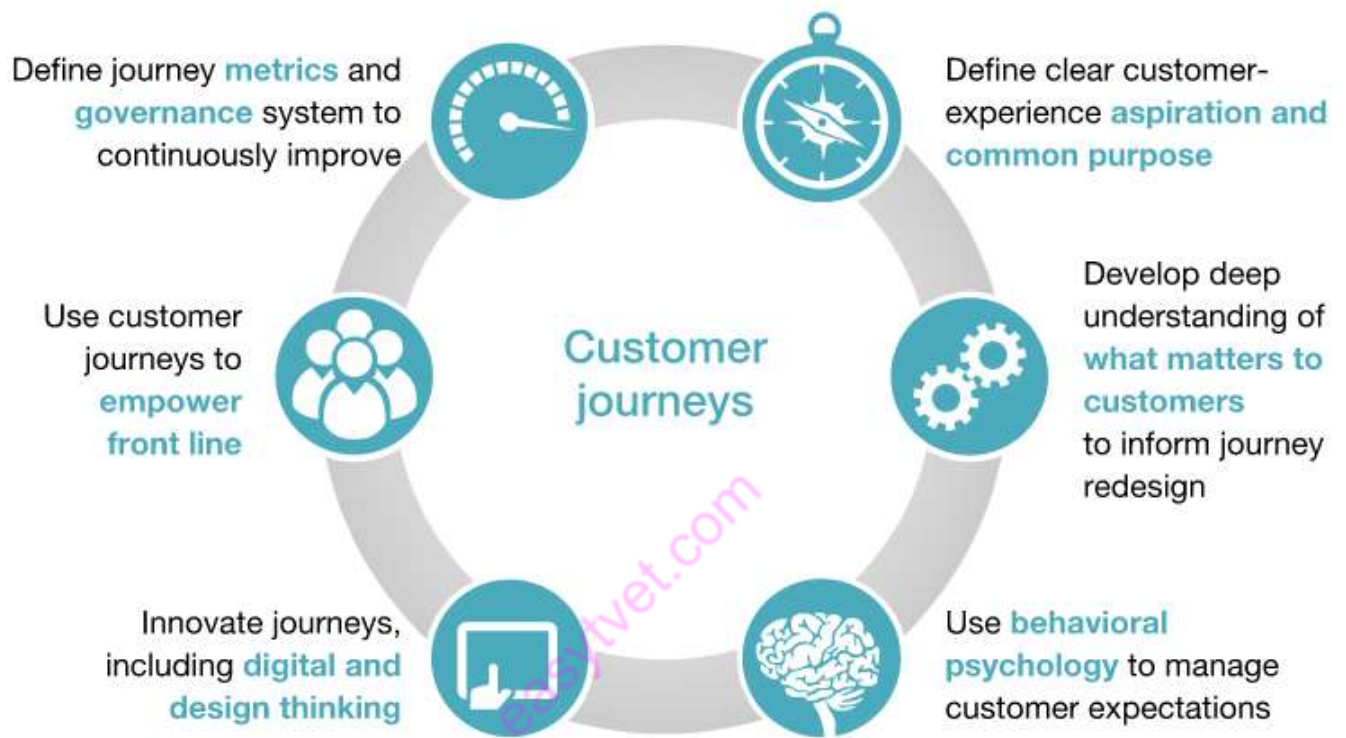 Define journey metrics and
governance system to
continuously improve
Define clear customer-
experience aspiration and
common purpose
Use customer
journeys to
empower
front line
Customer
journeys
Develop deep
understanding of
what matters to
customers
to inform journey
redesign
Innovate journeys,
including digital and
design thinking
Use behavioral
psychology to manage
customer expectations
easytvet.com